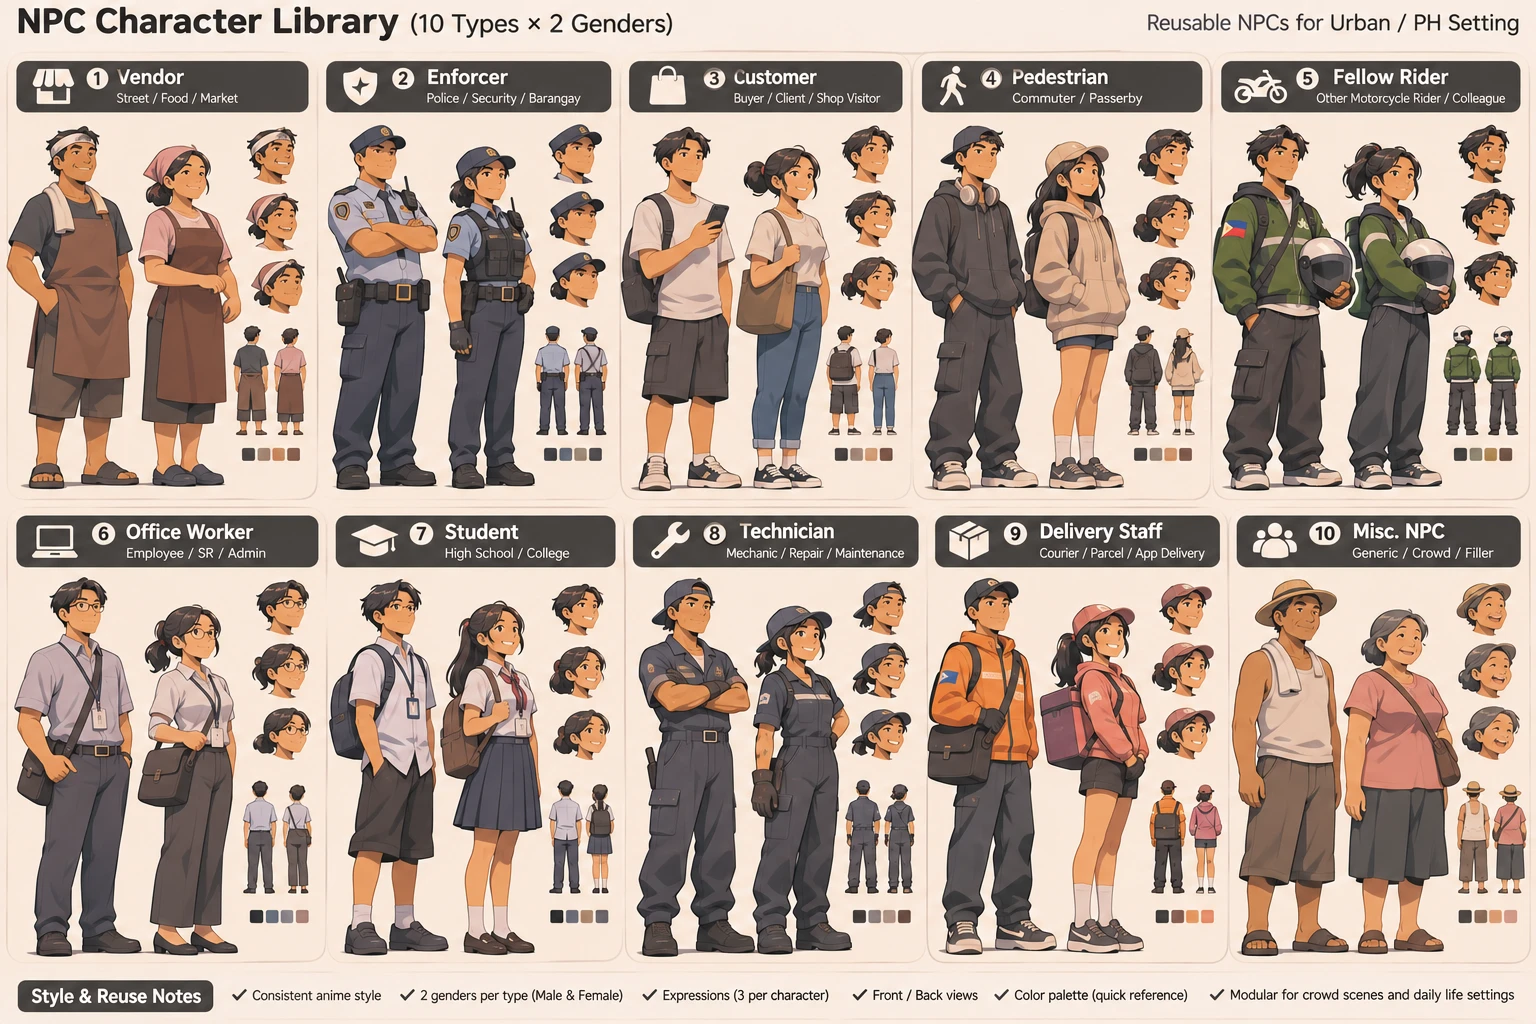 NPC Character Library (10 Types × 2 Genders)
Reusable NPCs for Urban / PH Setting
1 Vendor
Street / Food / Market
2 Enforcer
Police / Security / Barangay
3 Customer
Buyer / Client / Shop Visitor
4 Pedestrian
Commuter / Passerby
5 Fellow Rider
Other Motorcycle Rider / Colleague
6 Office Worker
Employee / SR / Admin
7 Student
High School / College
8 Technician
Mechanic / Repair / Maintenance
9 Delivery Staff
Courier / Parcel / App Delivery
10 Misc. NPC
Generic / Crowd / Filler
Style & Reuse Notes
✓ Consistent anime style
✓ 2 genders per type (Male & Female)
✓ Expressions (3 per character)
✓ Front / Back views
✓ Color palette (quick reference)
✓ Modular for crowd scenes and daily life settings